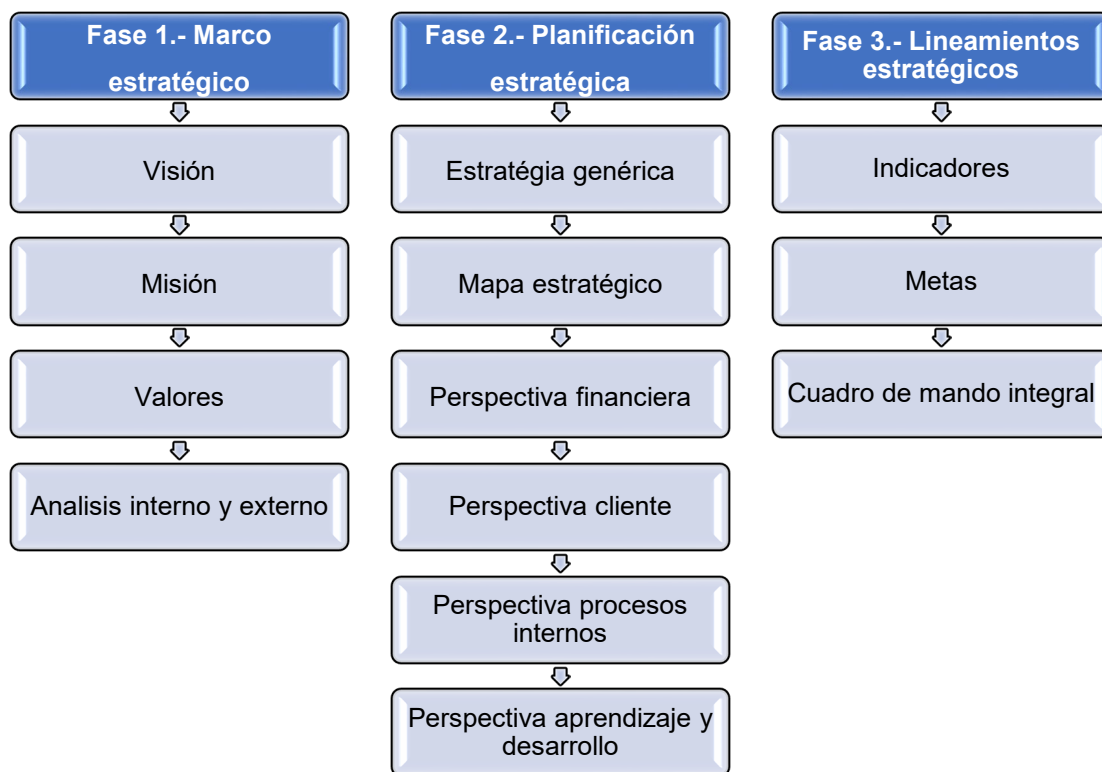 Fase 1.- Marco
estratégico
Visión
Misión
Valores
Analisis interno y externo
Fase 2.- Planificación
estratégica
Estratégia genérica
Mapa estratégico
Perspectiva financiera
Perspectiva cliente
Perspectiva procesos
internos
Perspectiva aprendizaje y
desarrollo
Fase 3.- Lineamientos
estratégicos
Indicadores
Metas
Cuadro de mando integral